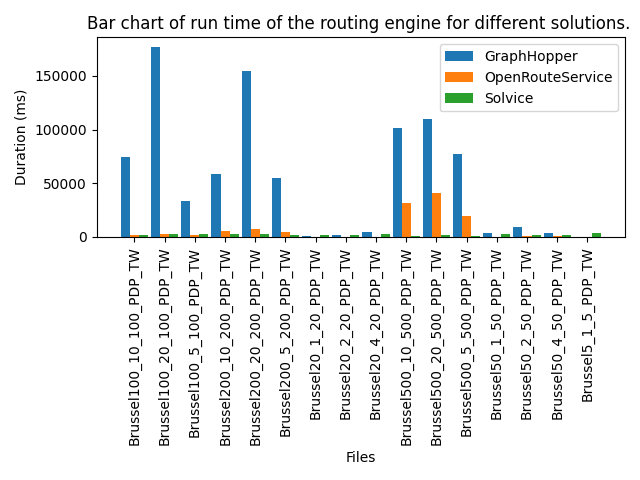 Bar chart of run time of the routing engine for different solutions.
GraphHopper
OpenRouteService
Solvice
Duration (ms)
150000
100000
50000
0
Brussel100_10_100_PDP_TW
Brussel100_20_100_PDP_TW
Brussel100_5_100_PDP_TW
Brussel200_10_200_PDP_TW
Brussel200_20_200_PDP_TW
Brussel200_5_200_PDP_TW
Brussel20_1_20_PDP_TW
Brussel20_2_20_PDP_TW
Brussel20_4_20_PDP_TW
Brussel500_10_500_PDP_TW
Brussel500_20_500_PDP_TW
Brussel500_5_500_PDP_TW
Brussel50_1_50_PDP_TW
Brussel50_2_50_PDP_TW
Brussel50_4_50_PDP_TW
Brussel5_1_5_PDP_TW
Files